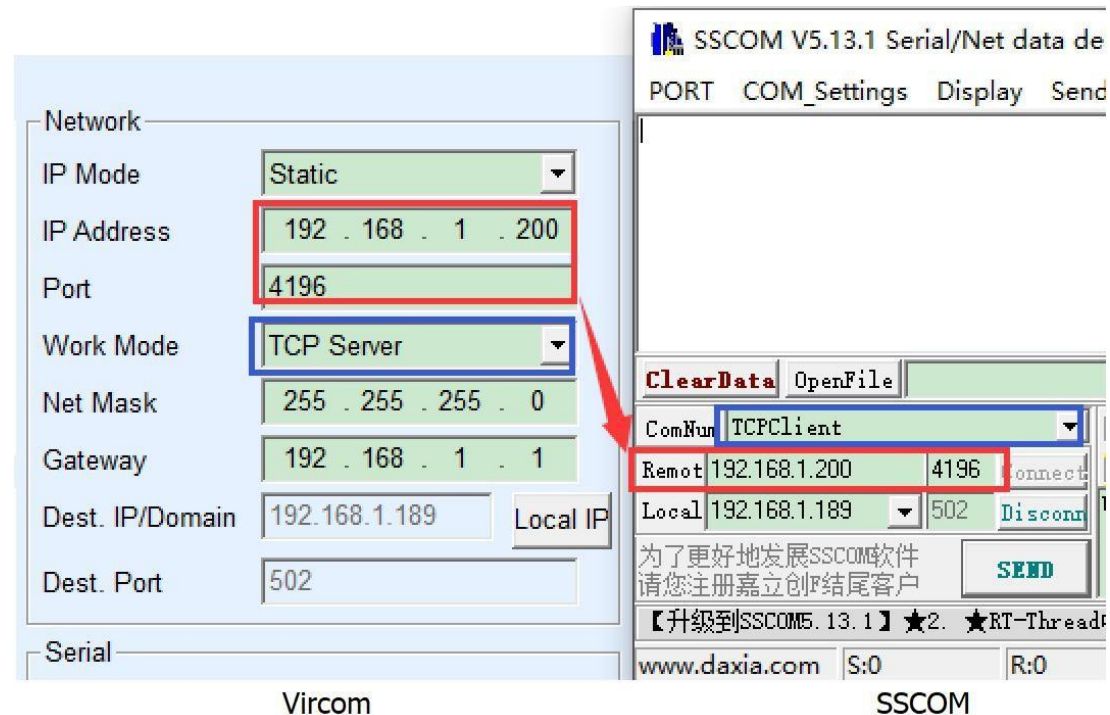 Network
IP Mode Static
IP Address 192 . 168 . 1 . 200
Port 4196
Work Mode TCP Server
Net Mask 255 . 255 . 255 . 0
Gateway 192 . 168 . 1 . 1
Dest. IP/Domain 192.168.1.189 Local IP
Dest. Port 502
Serial
Vircom
SSCOM V5.13.1 Serial/Net data de
PORT COM_Settings Display Send
ClearData OpenFile
ComNum TCPClient
Remot 192.168.1.200 4196 Connect
Local 192.168.1.189 502 Disconn
为了更好地发展SSCOM软件
请您注册嘉立创F结尾客户
SEND
【升级到SSCOM5.13.1】★2. ★RT-Thread
www.daxia.com S:0 R:0
SSCOM